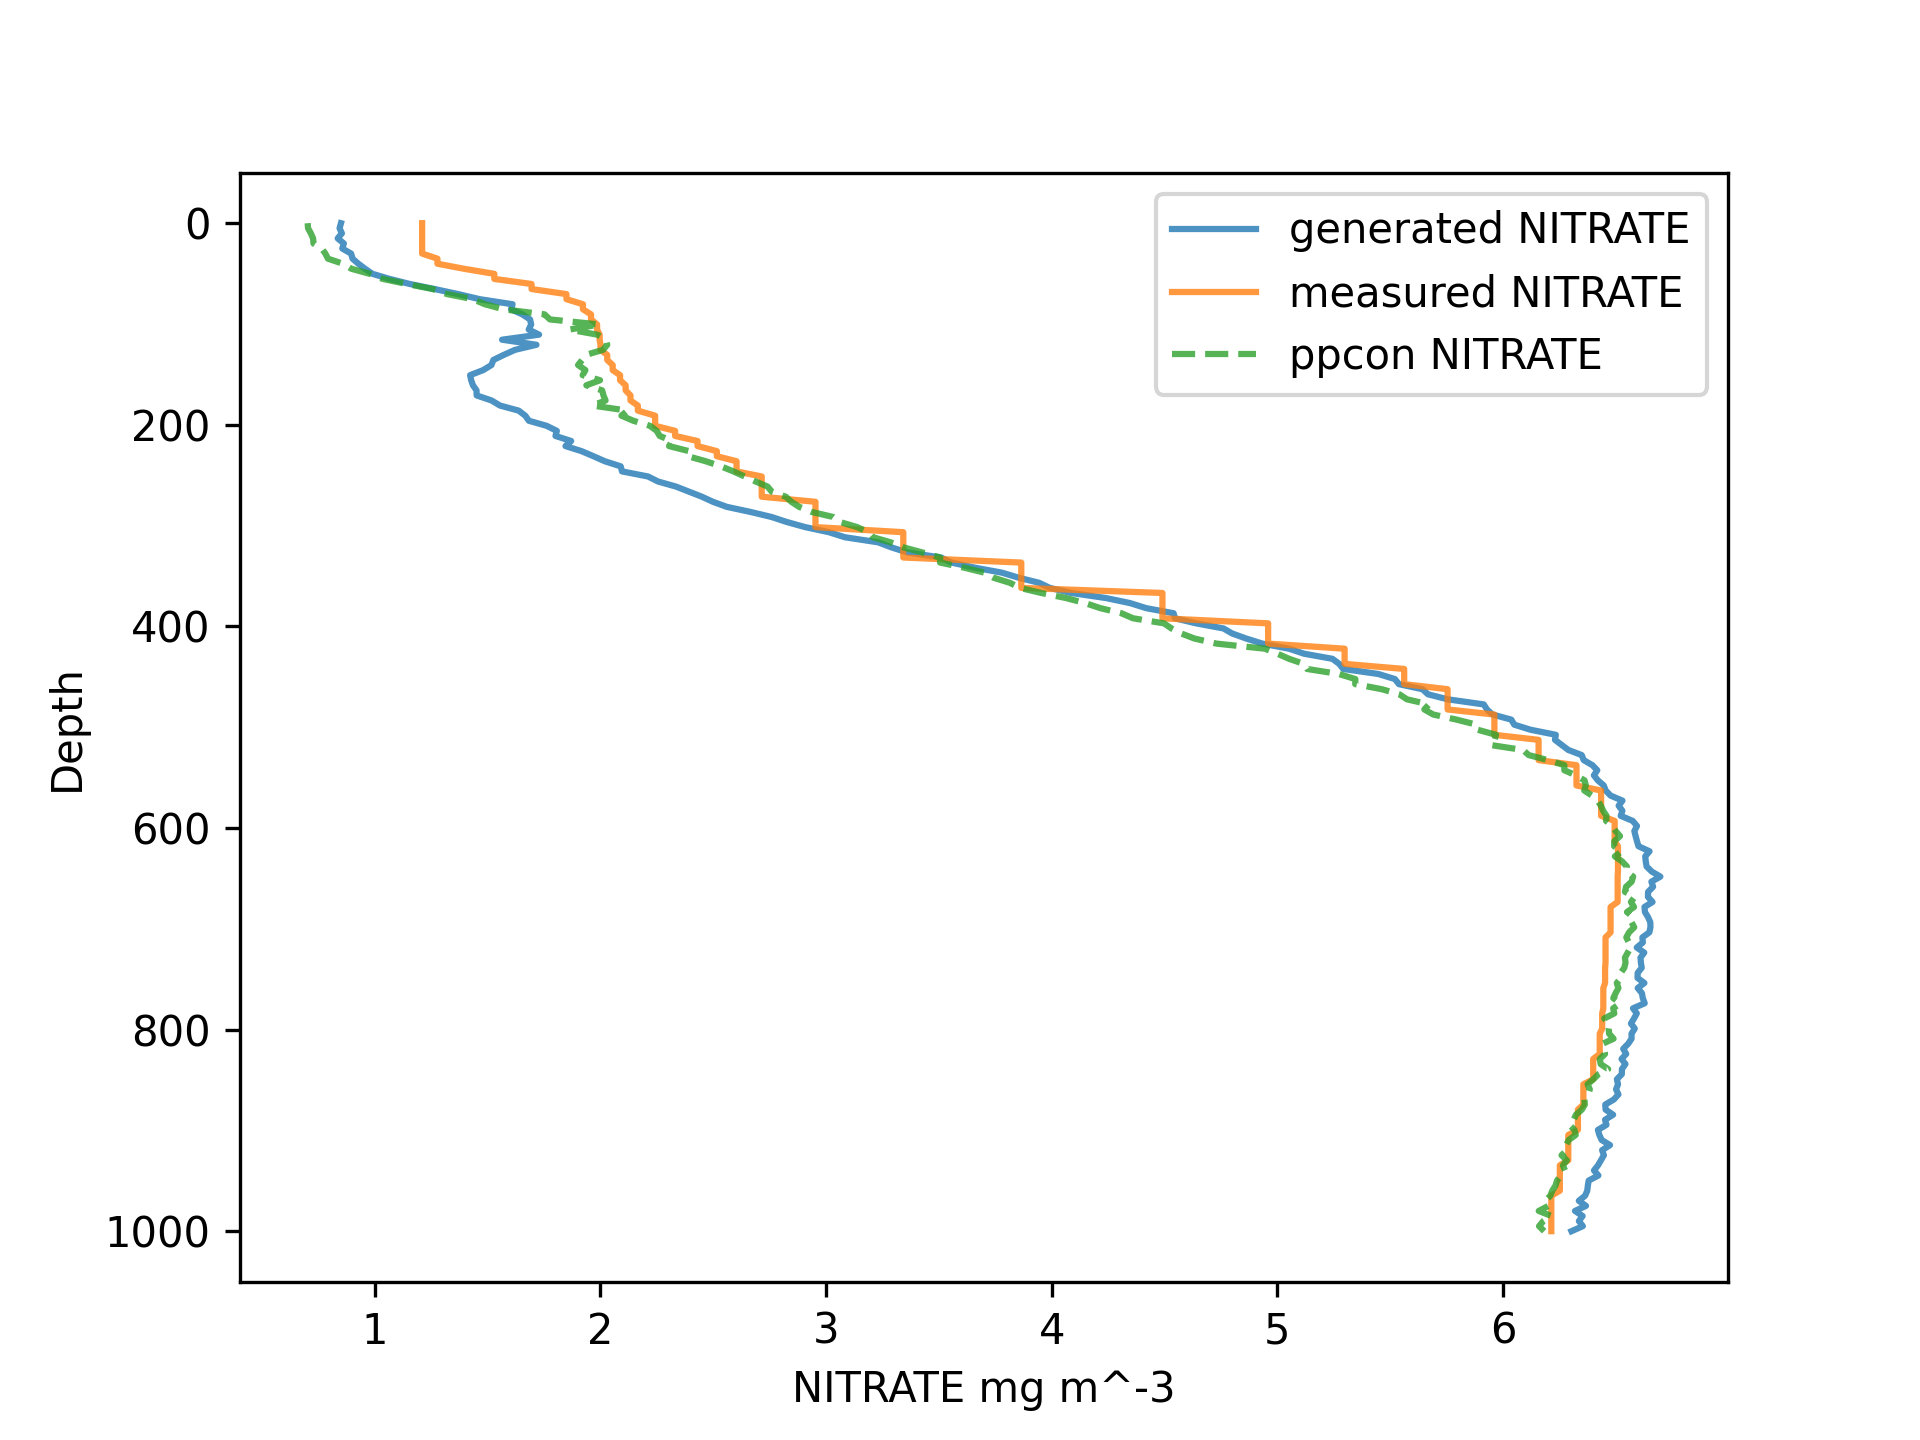 generated NITRATE
measured NITRATE
ppcon NITRATE
0
200
400
600
800
1000
Depth
1 2 3 4 5 6
NITRATE mg m^-3